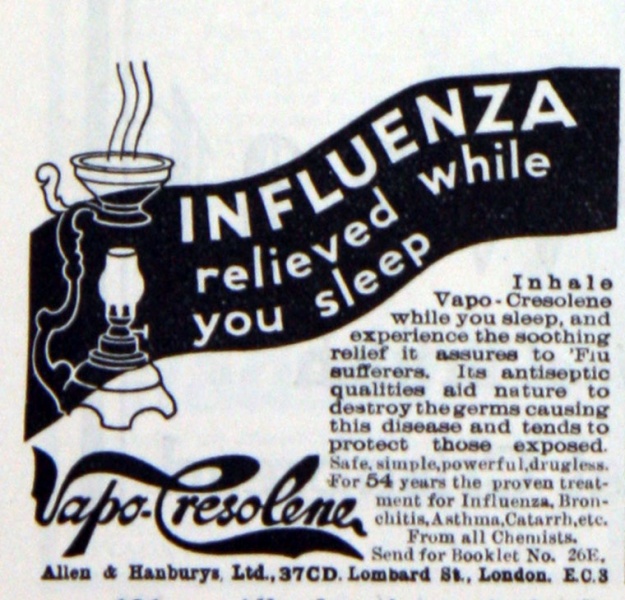 INFLUENZA
relieved while
you sleep
Inhale
Vapo-Cresolene
while you sleep, and
experience the soothing
relief it assures to 'Flu
sufferers. Its antiseptic
qualities aid nature to
destroy the germs causing
this disease and tends to
protect those exposed.
Safe, simple, powerful, drugless.
For 54 years the proven treat-
ment for Influenza, Bron-
chitis, Asthma, Catarrh, etc.
From all Chemists.
Send for Booklet No. 26E.
Vapo-Cresolene
Allen & Hanburys, Ltd., 37CD. Lombard St., London. E.C.3